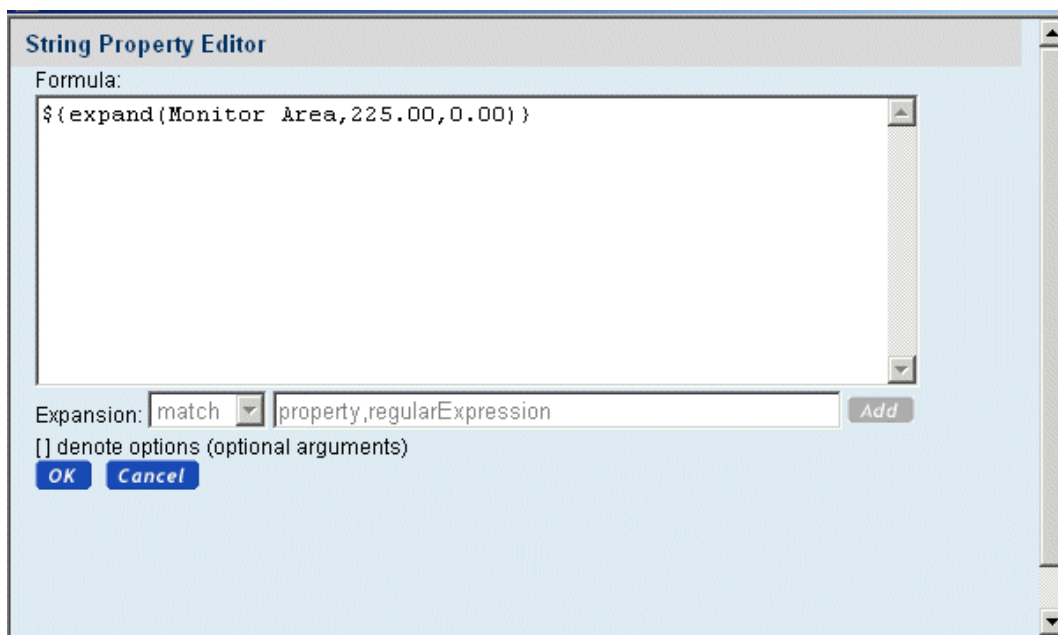 String Property Editor
Formula:
${expand(Monitor Area,225.00,0.00)}
Expansion: match property,regularExpression Add
[] denote options (optional arguments)
OK Cancel